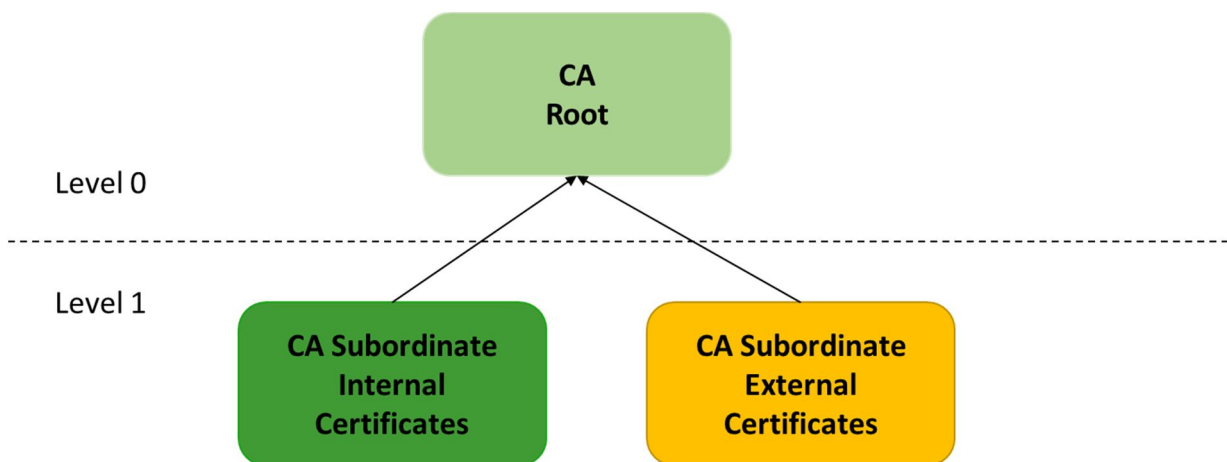 CA
Root
Level 0
Level 1
CA Subordinate
Internal
Certificates
CA Subordinate
External
Certificates